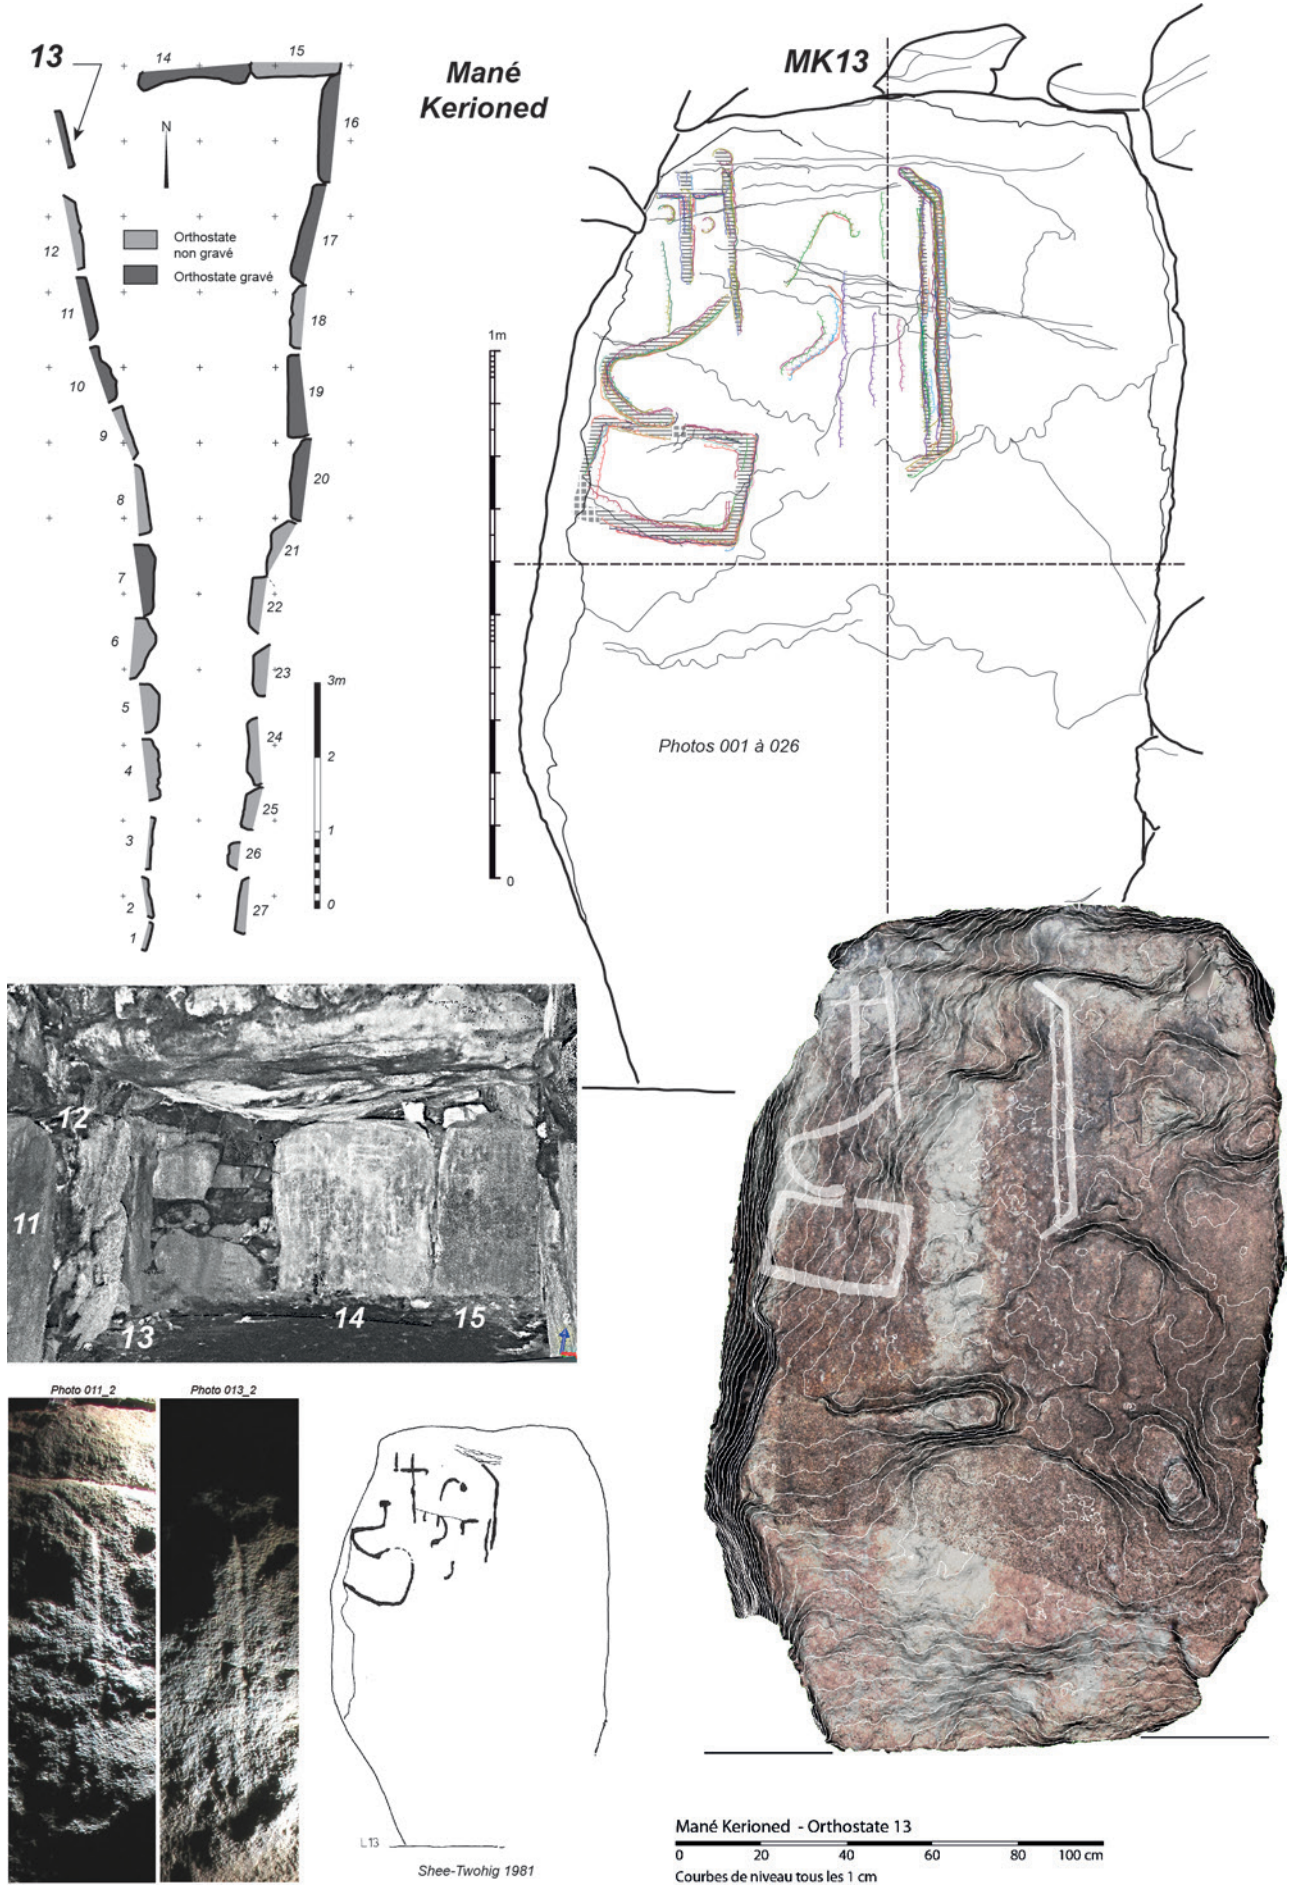 13
14
15
16
17
18
19
20
21
22
23
24
25
26
27
12
11
10
9
8
7
6
5
4
3
2
1
N
Orthostate
non gravé
Orthostate gravé
3m
2
1
0
Mané
Kerioned
MK13
1m
0
Photos 001 à 026
12
11
13
14
15
Photo 011_2
Photo 013_2
L13
Shee-Twohig 1981
Mané Kerioned - Orthostate 13
0 20 40 60 80 100 cm
Courbes de niveau tous les 1 cm